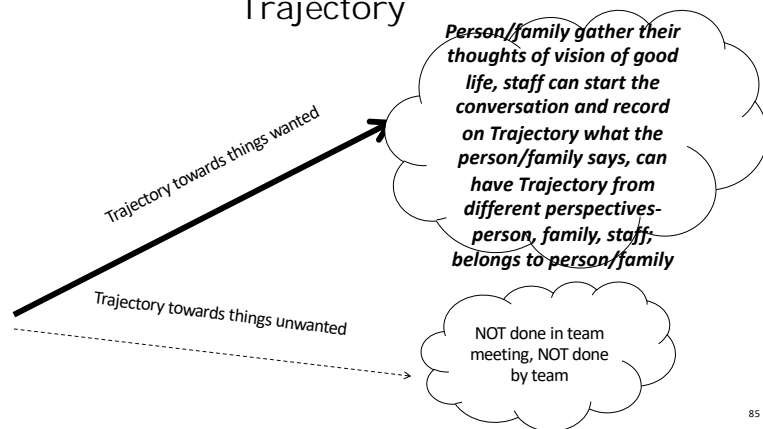 Trajectory
Person/family gather their
thoughts of vision of good
life, staff can start the
conversation and record
on Trajectory what the
person/family says, can
have Trajectory from
different perspectives-
person, family, staff;
belongs to person/family
Trajectory towards things wanted
Trajectory towards things unwanted
NOT done in team
meeting, NOT done
by team
85